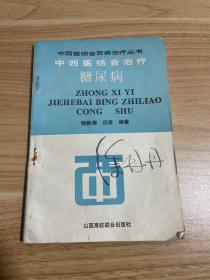 中西医结合百病治疗丛书
中西医结合治疗
糖尿病
ZHONG XI YI
JIEHEBAI BING ZHILIAO
CONG SHU
编著
山西高校联合出版社